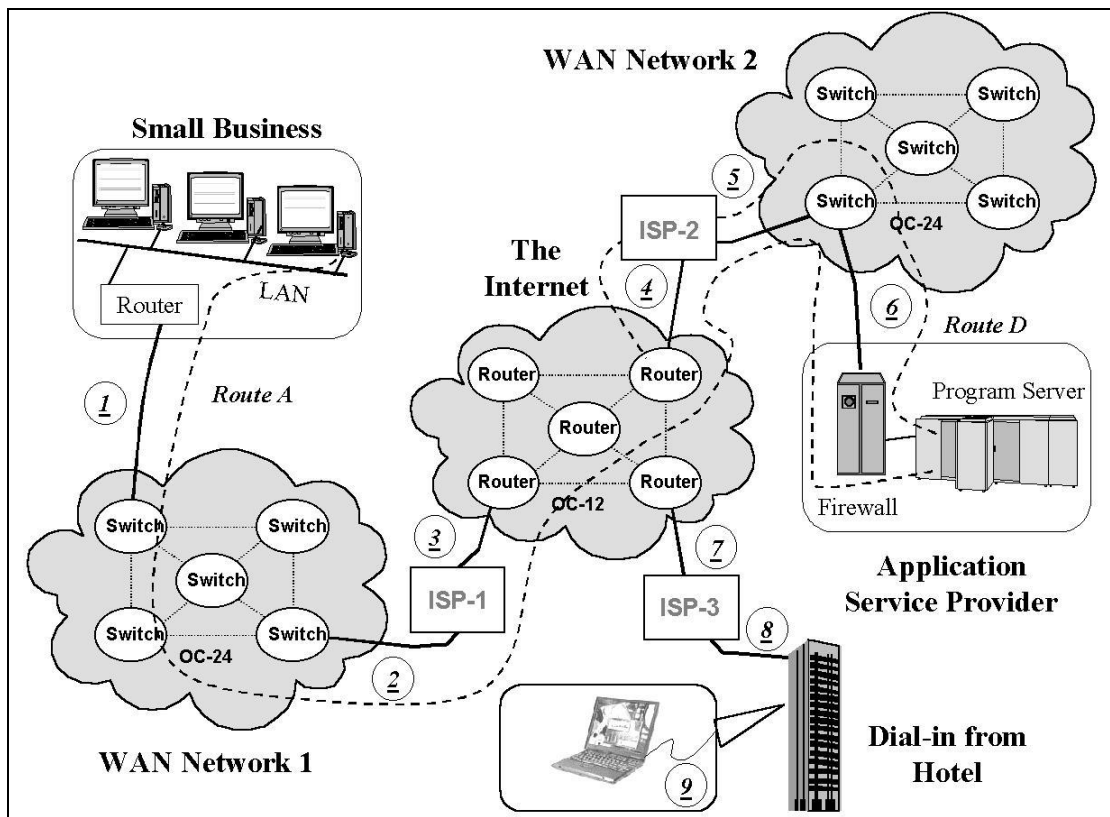 WAN Network 2
Switch
Switch
Switch
Switch
Switch
OC-24
Small Business
LAN
Router
Route A
1
The
Internet
ISP-2
4
5
6
Route D
Router
Router
Router
Router
Router
OC-12
Program Server
Firewall
Application
Service Provider
Switch
Switch
Switch
Switch
Switch
OC-24
WAN Network 1
2
3
ISP-1
7
ISP-3
8
9
Dial-in from
Hotel